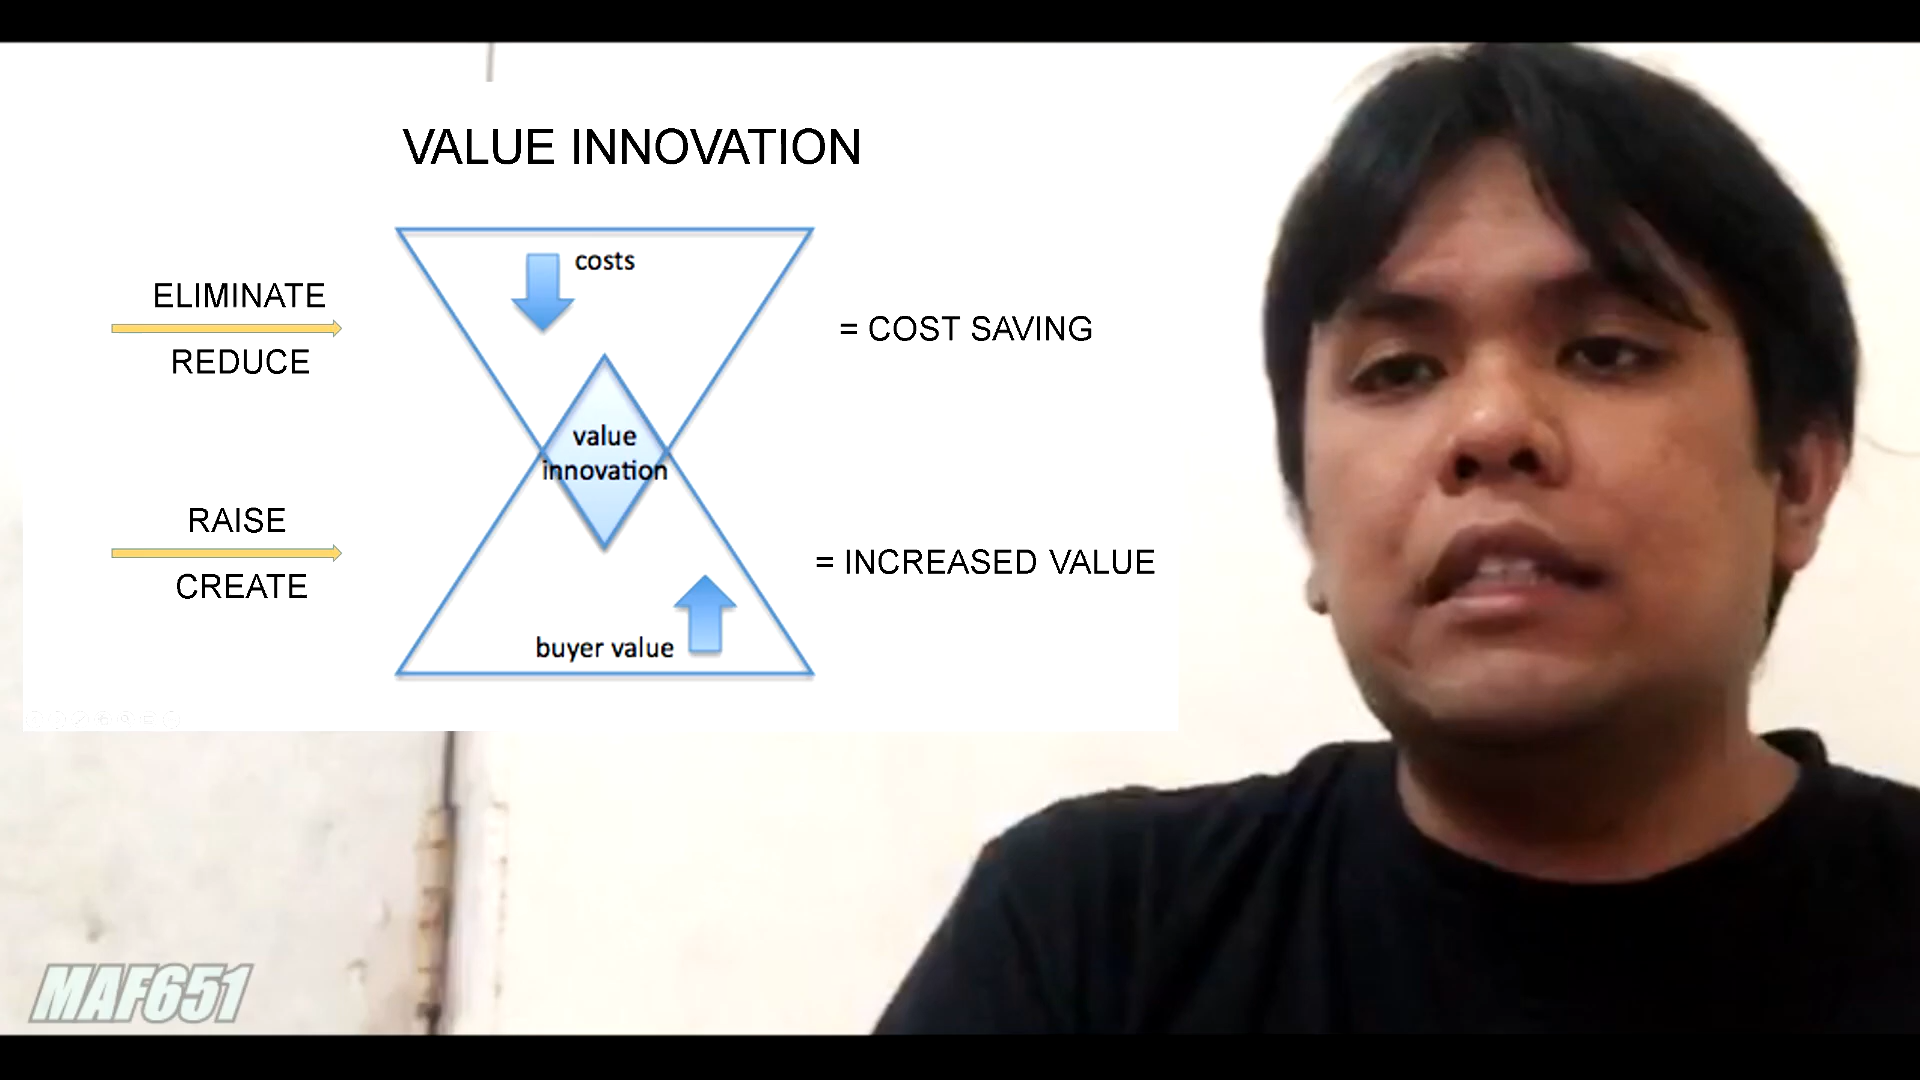 VALUE INNOVATION
costs
ELIMINATE
REDUCE
= COST SAVING
value
innovation
RAISE
CREATE
= INCREASED VALUE
buyer value
MAF651